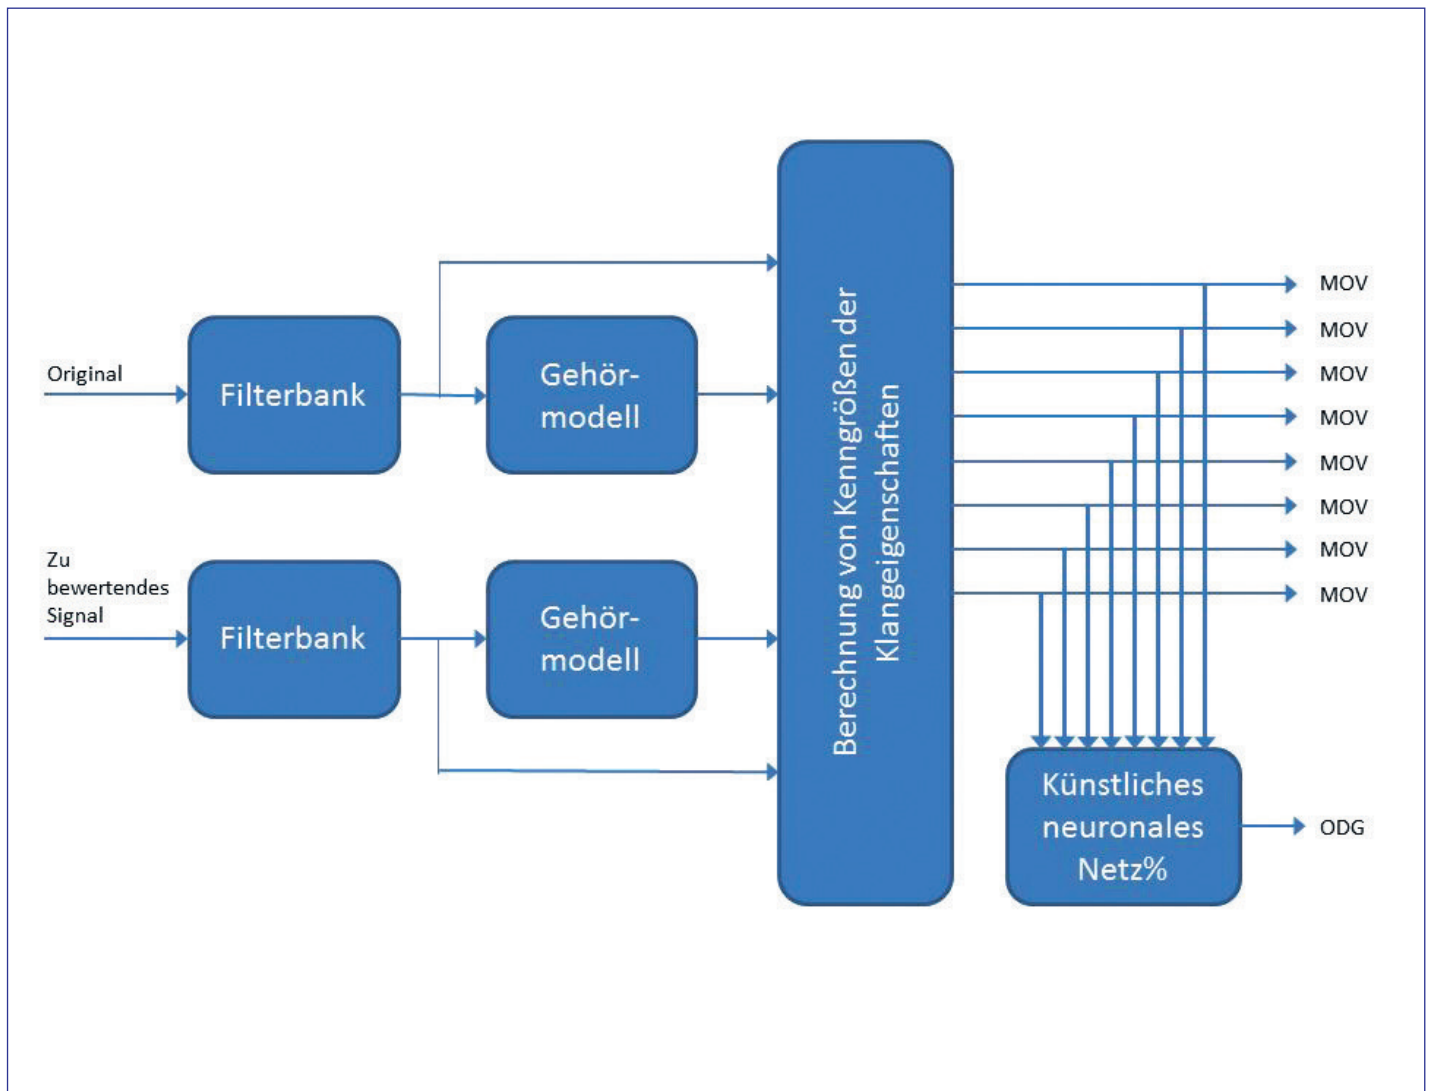 Original
Filterbank
Gehör-
modell
Zu
bewertendes
Signal
Filterbank
Gehör-
modell
Berechnung von Kenngrößen der
Klangeigenschaften
MOV
MOV
MOV
MOV
MOV
MOV
MOV
MOV
Künstliches
neuronales
Netz%
ODG